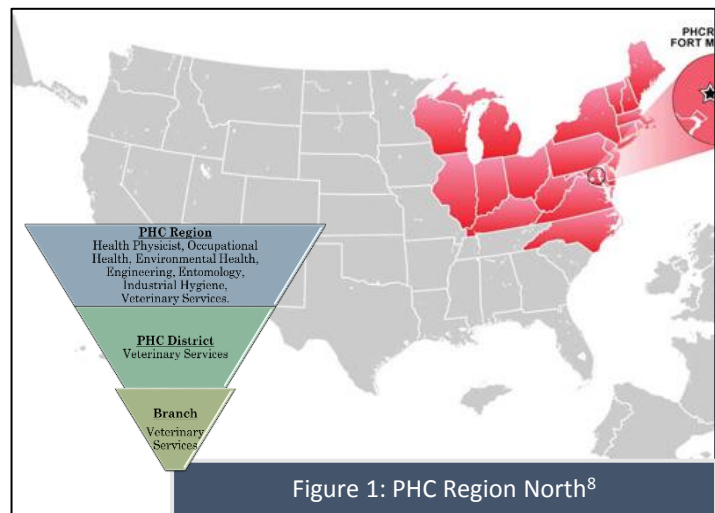 PHCR
FORT M
PHC Region
Health Physicist, Occupational
Health, Environmental Health,
Engineering, Entomology,
Industrial Hygiene,
Veterinary Services.
PHC District
Veterinary Services
Branch
Veterinary
Services
Figure 1: PHC Region North⁸